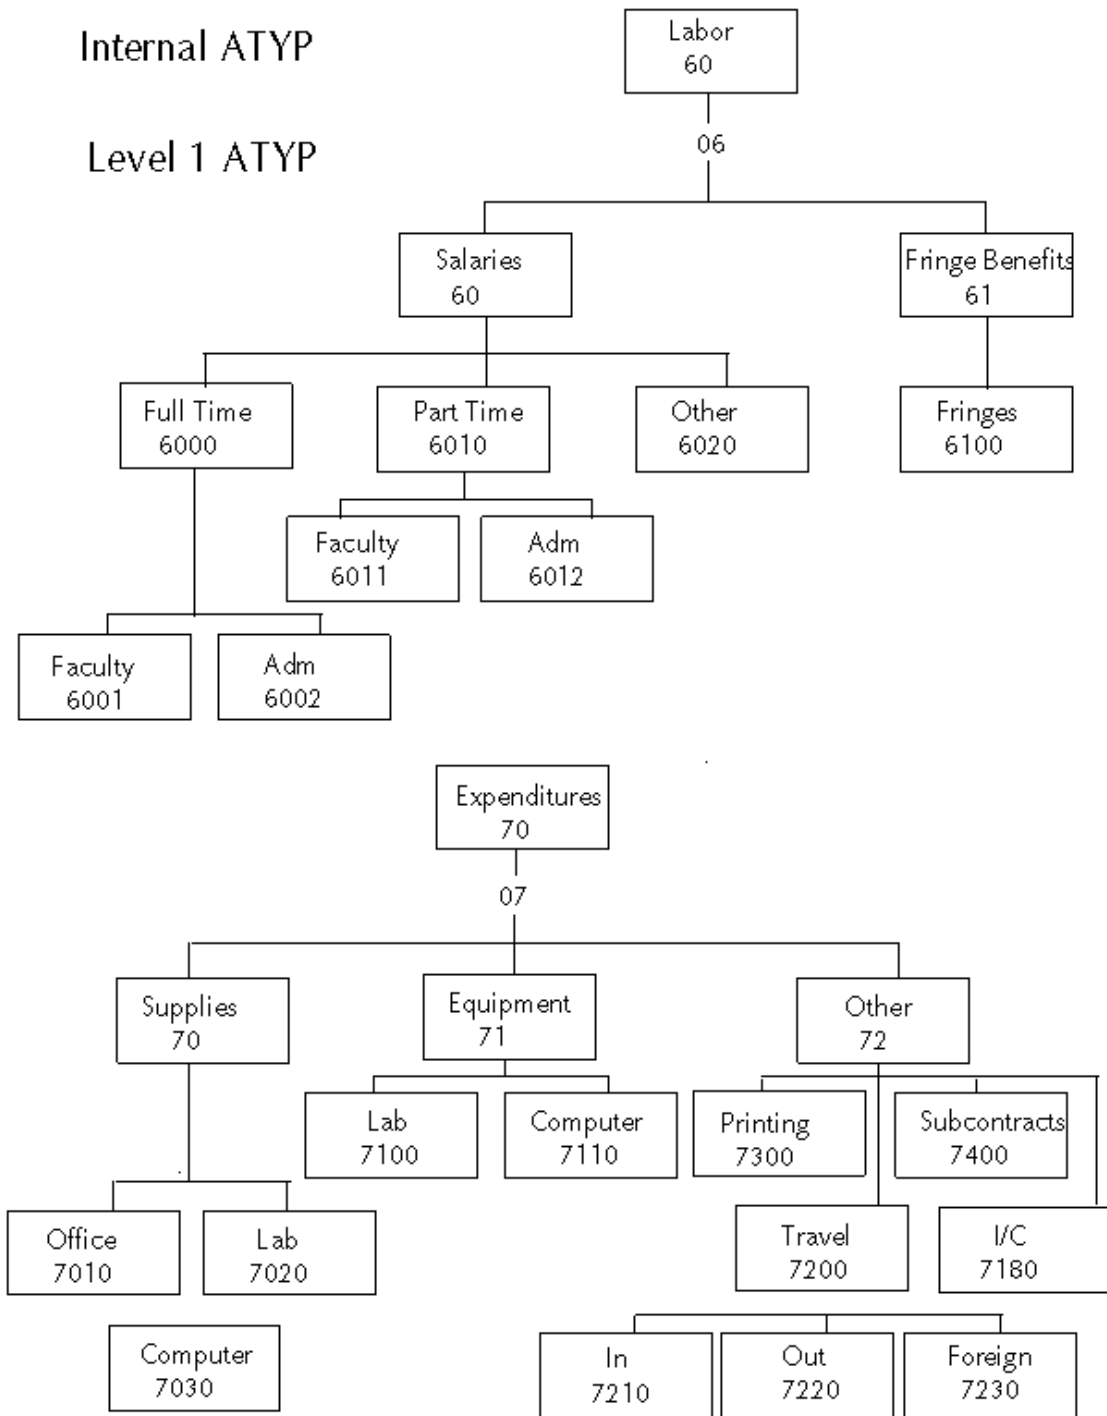 Internal ATYP
Labor
60
06
Level 1 ATYP
Salaries
60
Fringe Benefits
61
Full Time
6000
Part Time
6010
Other
6020
Fringes
6100
Faculty
6011
Adm
6012
Faculty
6001
Adm
6002
Expenditures
70
07
Supplies
70
Equipment
71
Other
72
Lab
7100
Computer
7110
Printing
7300
Subcontracts
7400
Office
7010
Lab
7020
Travel
7200
I/C
7180
Computer
7030
In
7210
Out
7220
Foreign
7230